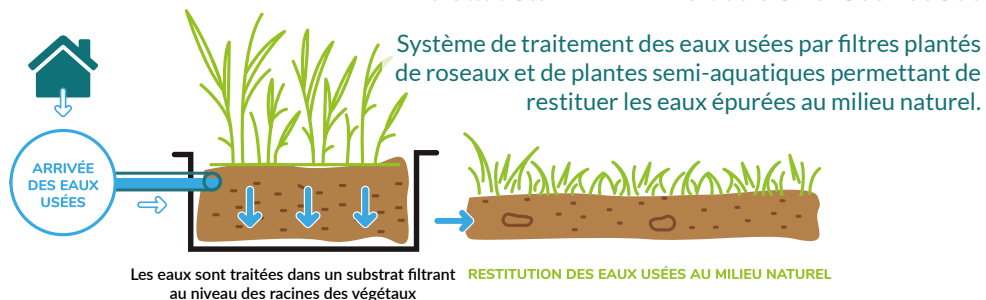 Système de traitement des eaux usées par filtres plantés
de roseaux et de plantes semi-aquatiques permettant de
restituer les eaux épurées au milieu naturel.
ARRIVÉE
DES EAUX
USÉES
Les eaux sont traitées dans un substrat filtrant
au niveau des racines des végétaux
RESTITUTION DES EAUX USÉES AU MILIEU NATUREL